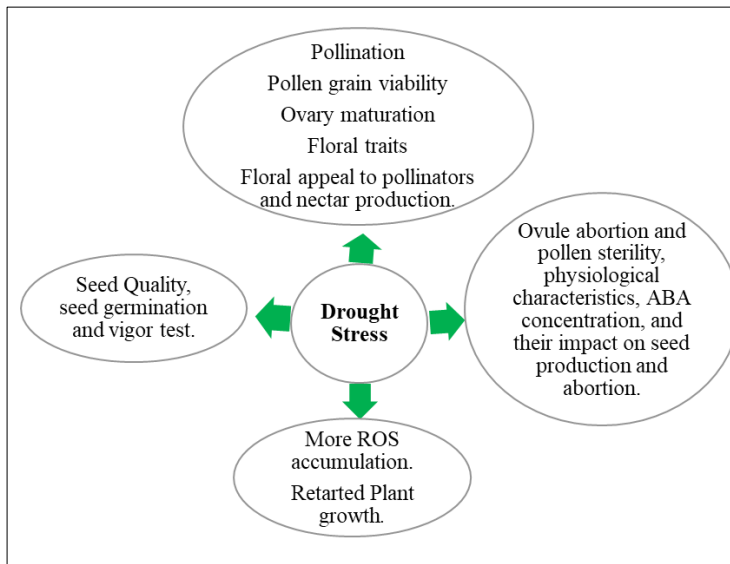 Pollination
Pollen grain viability
Ovary maturation
Floral traits
Floral appeal to pollinators
and nectar production.
Seed Quality,
seed germination
and vigor test.
Drought
Stress
Ovule abortion and
pollen sterility,
physiological
characteristics, ABA
concentration, and
their impact on seed
production and
abortion.
More ROS
accumulation.
Retarted Plant
growth.